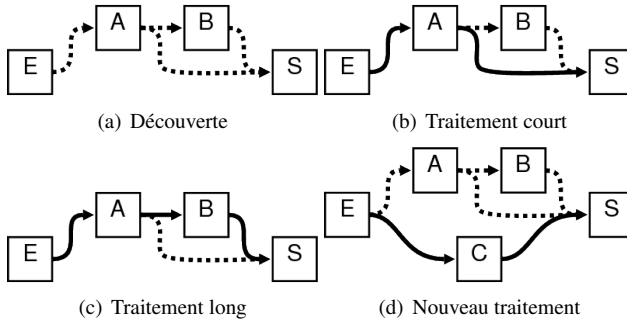 A B
E S
(a) Découverte
A B
E S
(b) Traitement court
A B
E S
(c) Traitement long
A B
E S
C
(d) Nouveau traitement